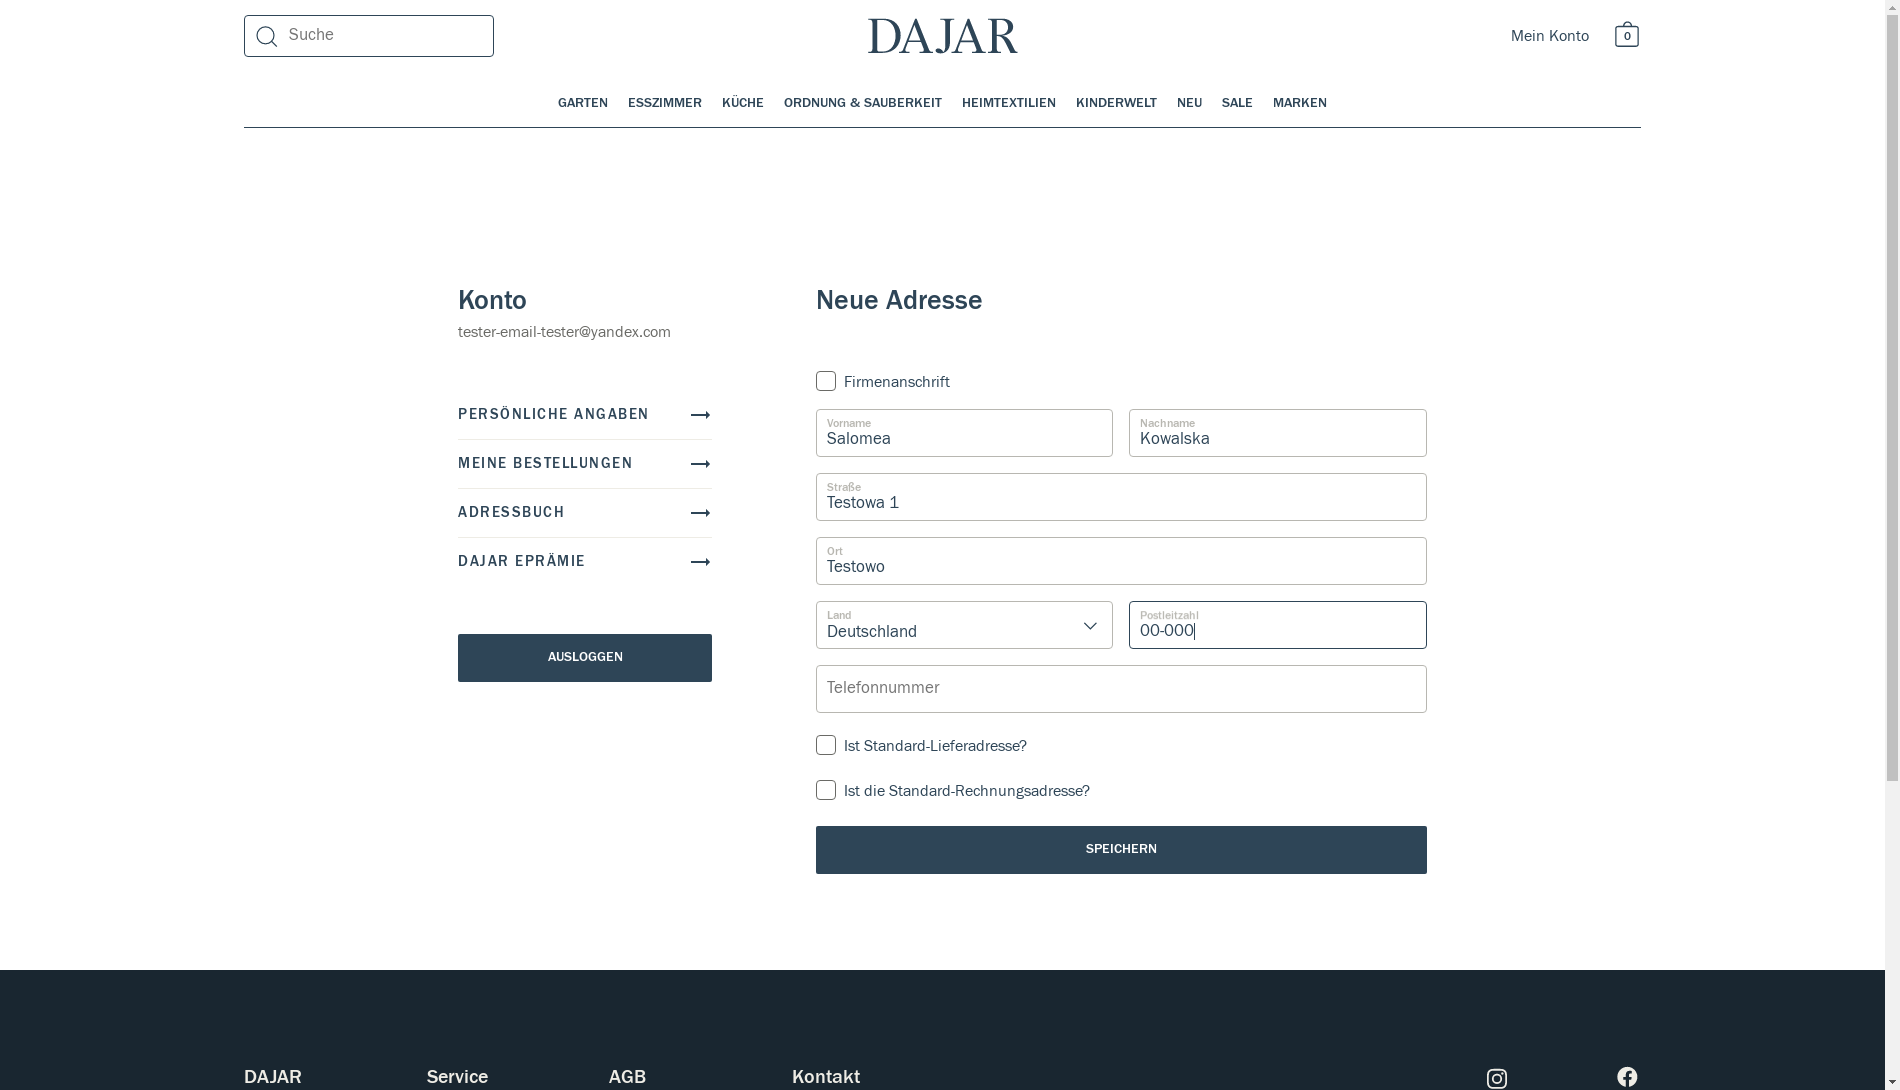 Suche
DAJAR
Mein Konto
0
GARTEN ESSZIMMER KÜCHE ORDNUNG & SAUBERKEIT HEIMTEXTILIEN KINDERWELT NEU SALE MARKEN
Konto
tester-email-tester@yandex.com
PERSÖNLICHE ANGABEN
MEINE BESTELLUNGEN
ADRESSBUCH
DAJAR EPRÄMIE
AUSLOGGEN
Neue Adresse
Firmenanschrift
Vorname
Salomea
Nachname
Kowalska
Straße
Testowa 1
Ort
Testowo
Land
Deutschland
Postleitzahl
00-000
Telefonnummer
Ist Standard-Lieferadresse?
Ist die Standard-Rechnungsadresse?
SPEICHERN
DAJAR Service AGB Kontakt